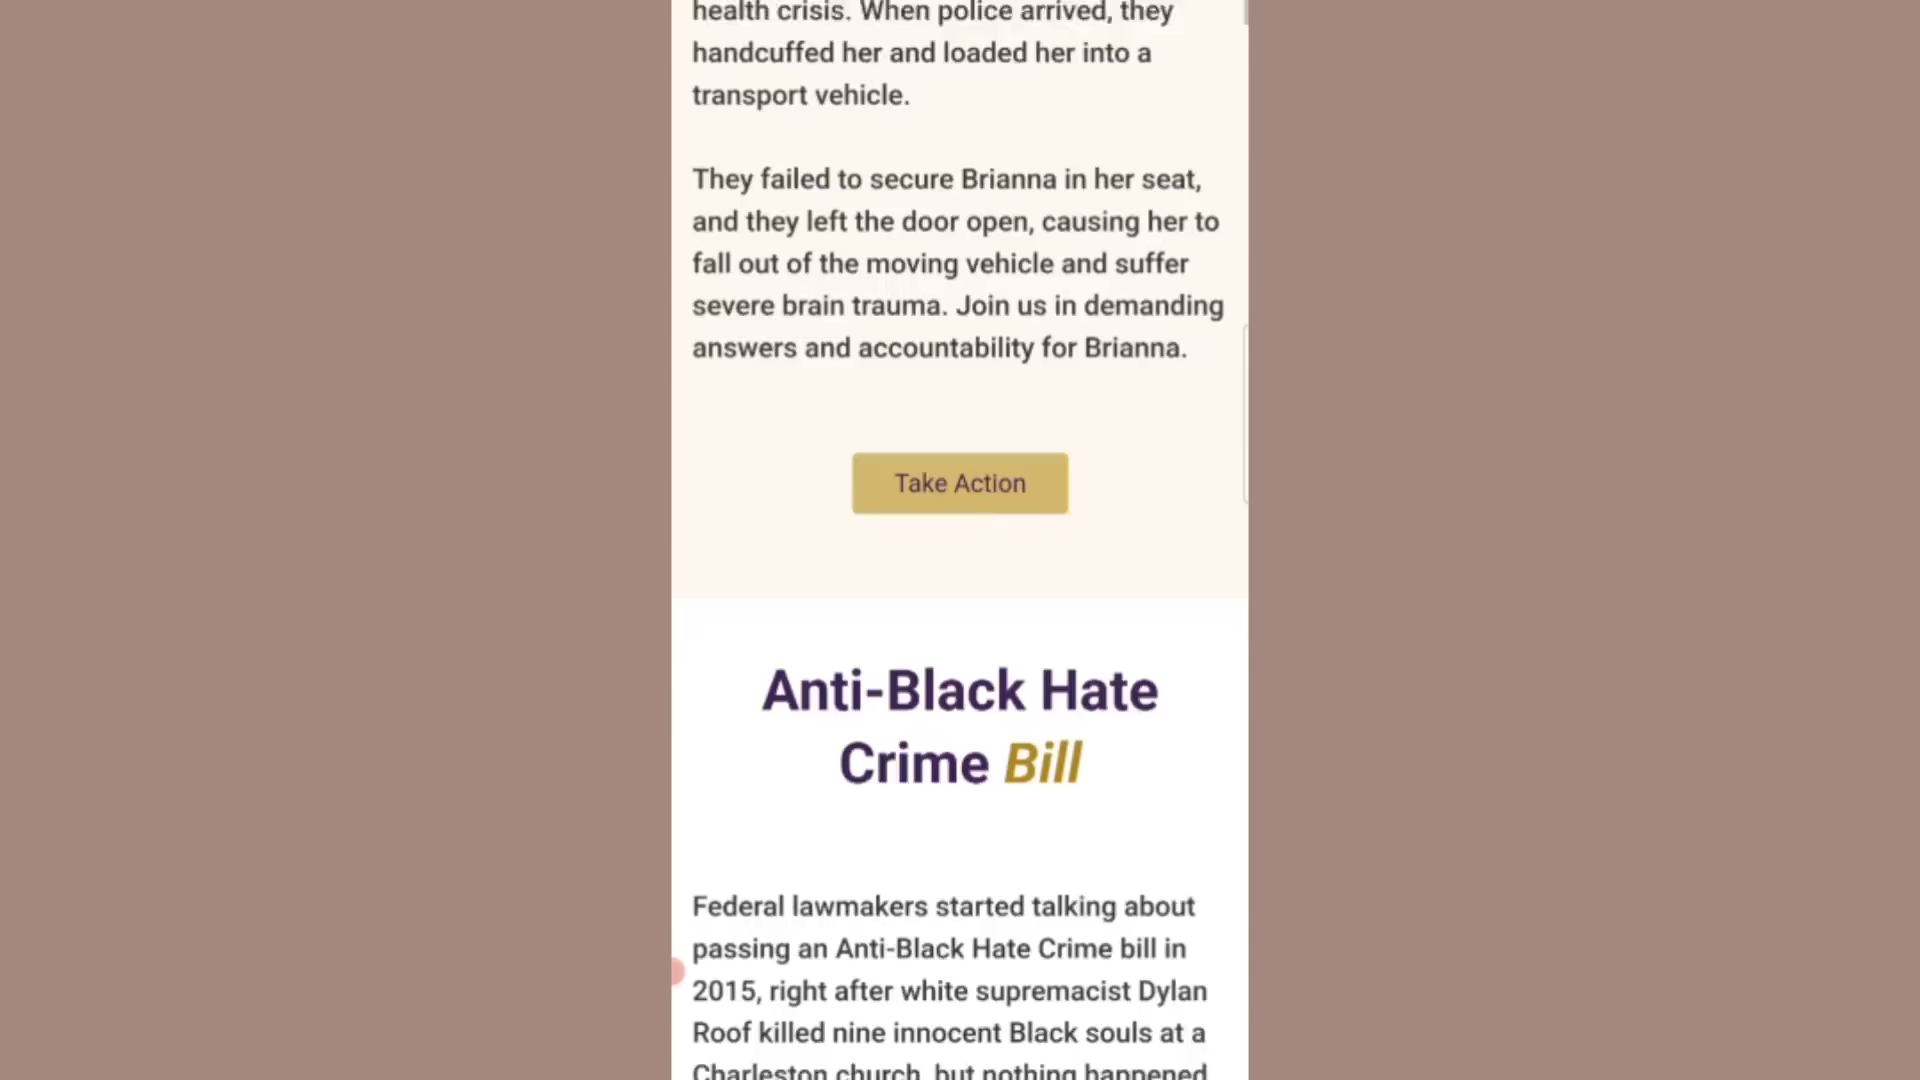 health crisis. When police arrived, they
handcuffed her and loaded her into a
transport vehicle.
They failed to secure Brianna in her seat,
and they left the door open, causing her to
fall out of the moving vehicle and suffer
severe brain trauma. Join us in demanding
answers and accountability for Brianna.
Take Action
Anti-Black Hate
Crime Bill
Federal lawmakers started talking about
passing an Anti-Black Hate Crime bill in
2015, right after white supremacist Dylan
Roof killed nine innocent Black souls at a
Charleston church, but nothing happened